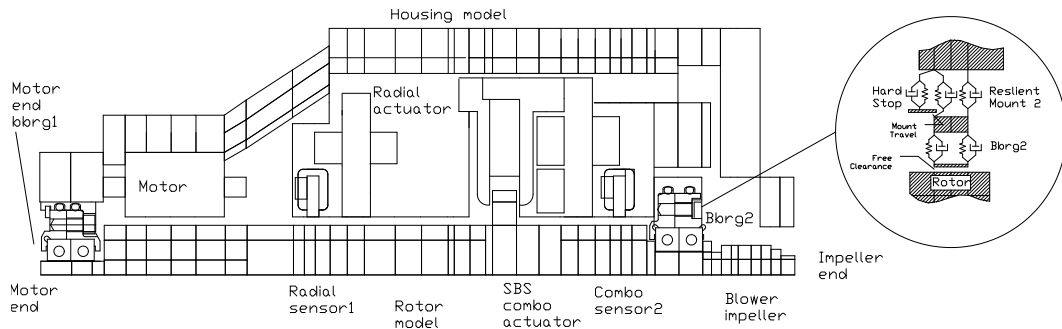 Housing model
Motor
end
bbrg1
Radial
actuator
Motor
Hard
Stop
Reslient
Mount 2
Mount
Travel
Bbrg2
Free
Clearance
Rotor
Bbrg2
Motor
end
Radial
sensor1
Rotor
model
SBS
combo
actuator
Combo
sensor2
Blower
impeller
Impeller
end